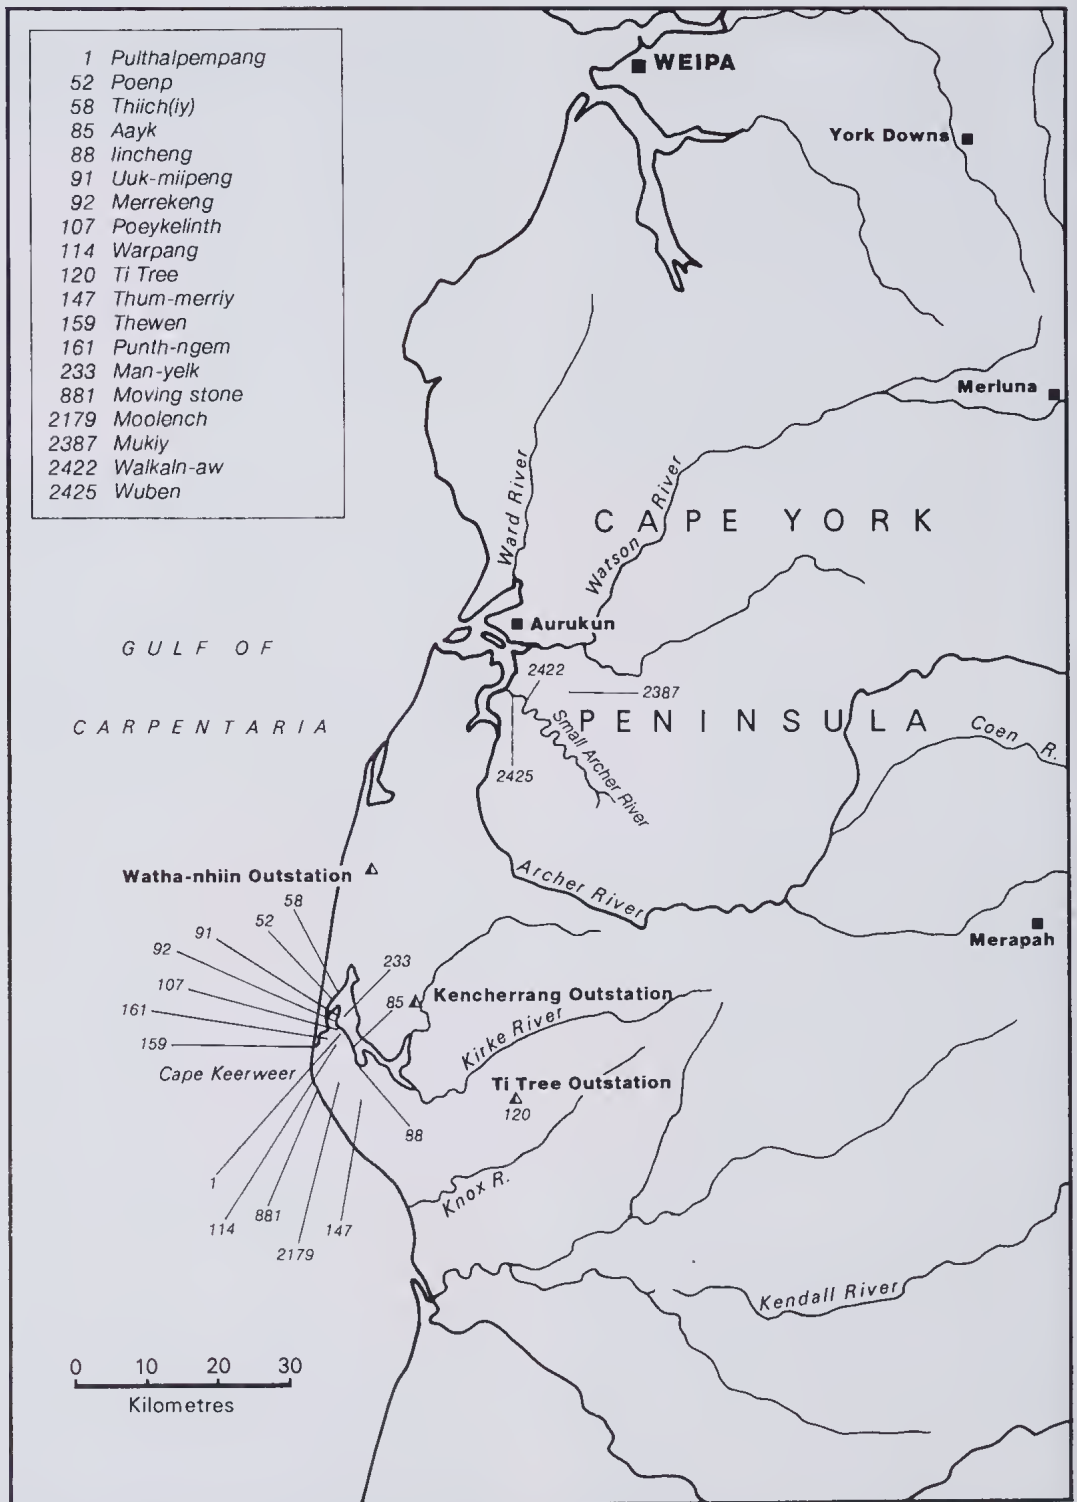 1 Pulthalpempang
52 Poenp
58 Thiich(iy)
85 Aayk
88 Iincheng
91 Uuk-miipeng
92 Merrekeng
107 Poeykelinth
114 Warpang
120 Ti Tree
147 Thum-merriy
159 Thewen
161 Punth-ngem
233 Man-yelk
881 Moving stone
2179 Moolench
2387 Mukiy
2422 Walkaln-aw
2425 Wuben
WEIPA
York Downs
Merluna
Ward River
Watson River
CAPE YORK
Aurukun
GULF OF
CARPENTARIA
2422
2387
PENINSULA
Small Archer River
2425
Coen R.
Watha-nhiin Outstation
Archer River
58
52
91
92
107
161
159
233
85
Kencherrang Outstation
Merapah
Kirke River
Cape Keerweer
Ti Tree Outstation
120
88
1
114
881
2179
147
Knox R.
Kendall River
0 10 20 30
Kilometres